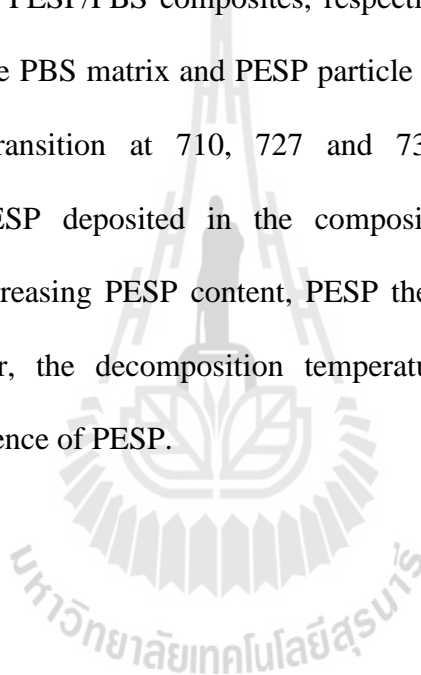 PESP/PBS composites, respecti
e PBS matrix and PESP particle
ransition at 710, 727 and 73
ESP deposited in the composi
creasing PESP content, PESP the
r, the decomposition temperatu
ence of PESP.
มหาวิทยาลัยเทคโนโลยีสุรนารี